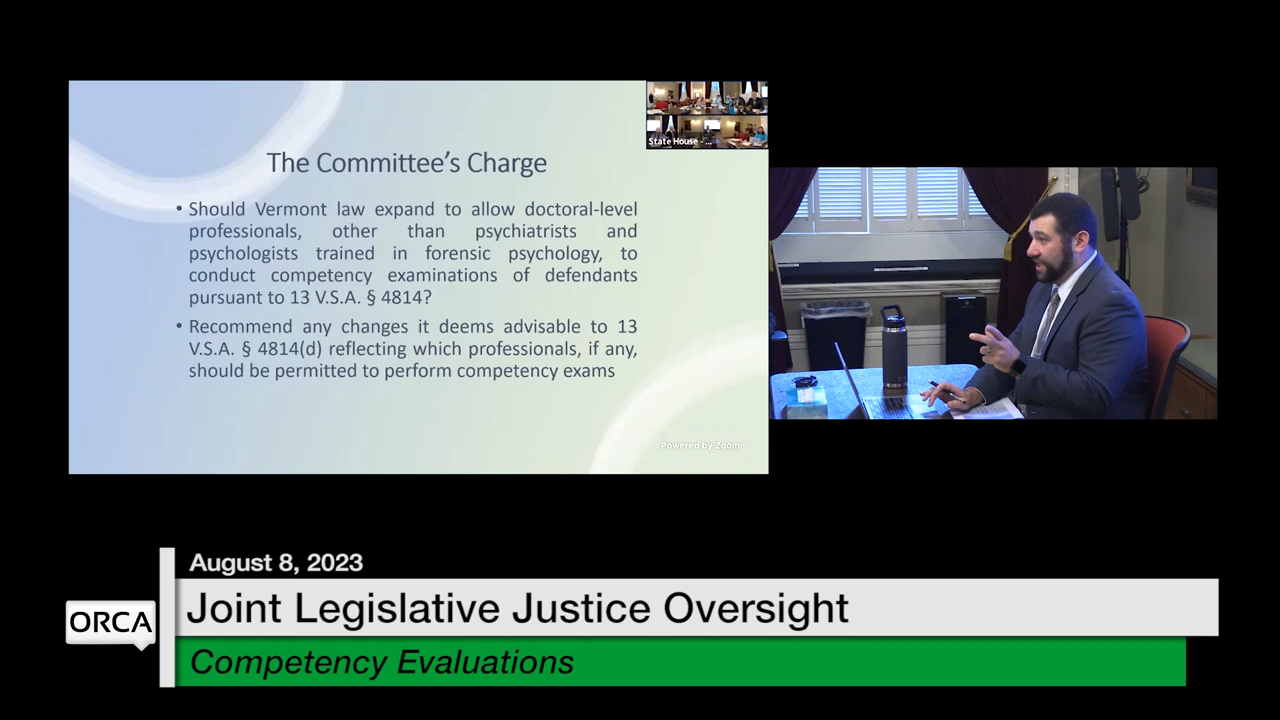 State House - ...
The Committee's Charge
• Should Vermont law expand to allow doctoral-level
professionals, other than psychiatrists and
psychologists trained in forensic psychology, to
conduct competency examinations of defendants
pursuant to 13 V.S.A. § 4814?
• Recommend any changes it deems advisable to 13
V.S.A. § 4814(d) reflecting which professionals, if any,
should be permitted to perform competency exams
Powered by Zoom
August 8, 2023
ORCA
Joint Legislative Justice Oversight
Competency Evaluations